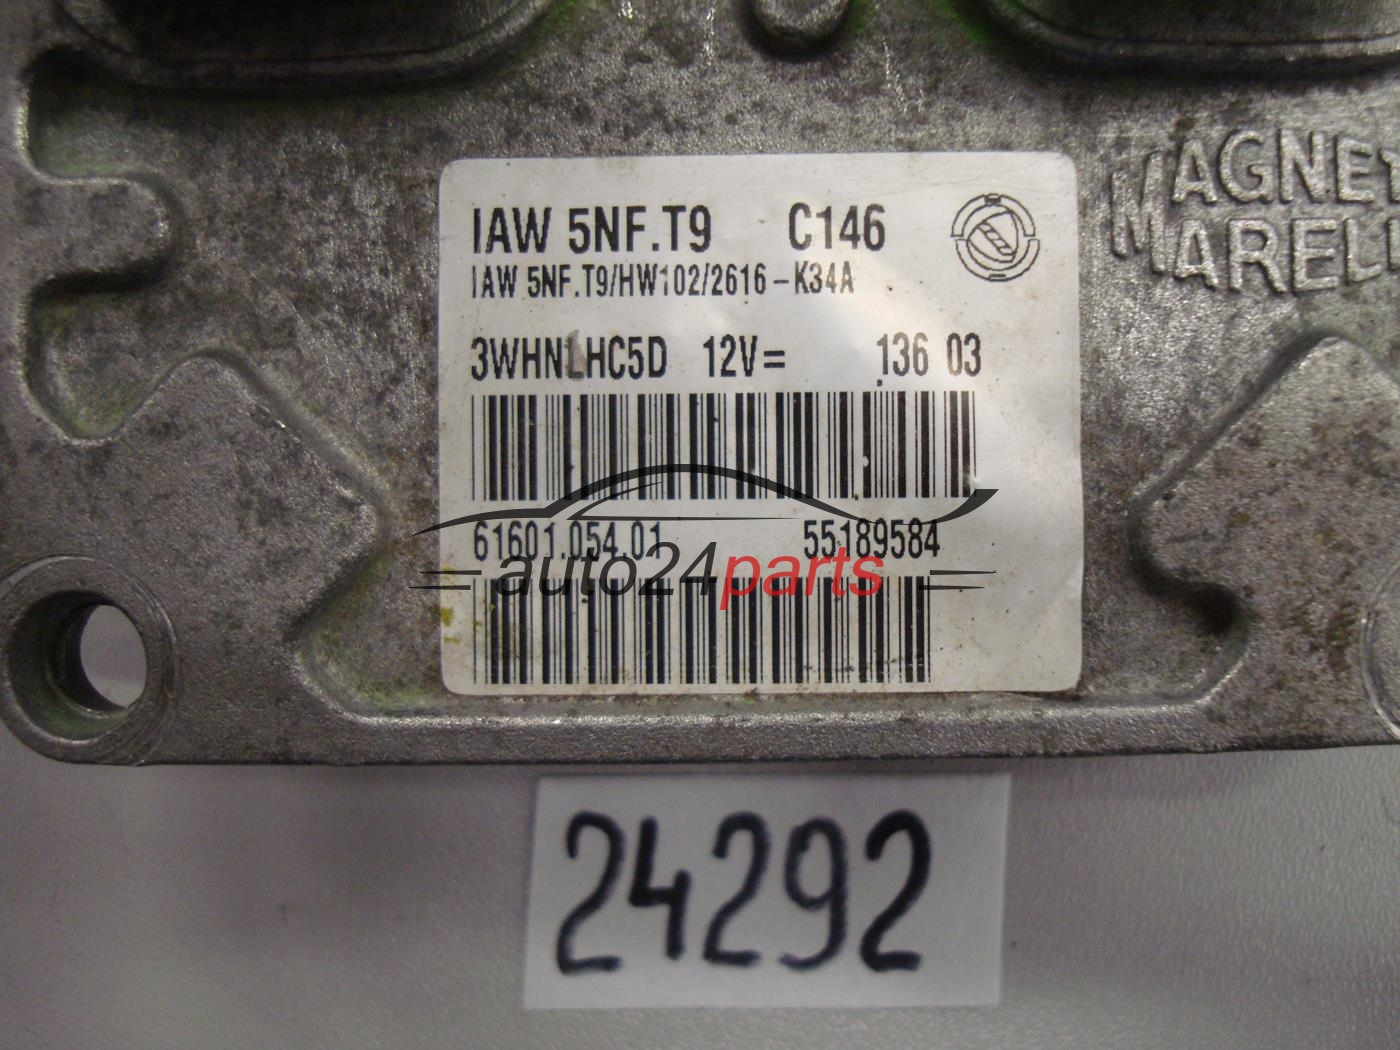 MAGNET
MARELL
IAW 5NF.T9 C146
IAW 5NF.T9/HW102/2616-K34A
3WHNLHC5D 12V= 136 03
61601.054.01 55189584
auto24parts
24292